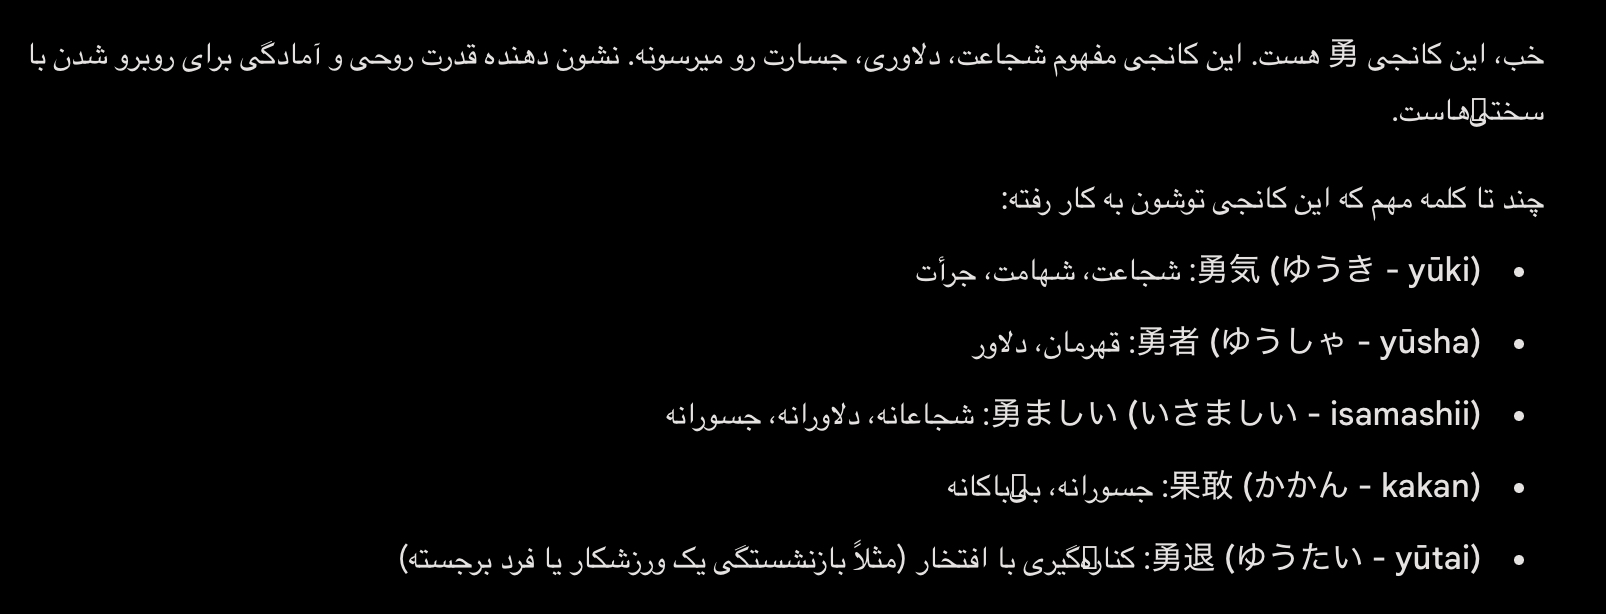 خب، این کانجی 勇 هست. این کانجی مفهوم شجاعت، دلاوری، جسارت رو میرسونه. نشون دهنده قدرت روحی و آمادگی برای روبرو شدن با
سختی‌هاست.
چند تا کلمه مهم که این کانجی توشون به کار رفته:
• 勇気 (ゆうき - yūki): شجاعت، شهامت، جرأت
• 勇者 (ゆうしゃ - yūsha): قهرمان، دلاور
• 勇ましい (いさましい - isamashii): شجاعانه، دلاورانه، جسورانه
• 果敢 (かかん - kakan): جسورانه، بی‌باکانه
• 勇退 (ゆうたい - yūtai): کناره‌گیری با افتخار (مثلاً بازنشستگی یک ورزشکار یا فرد برجسته)